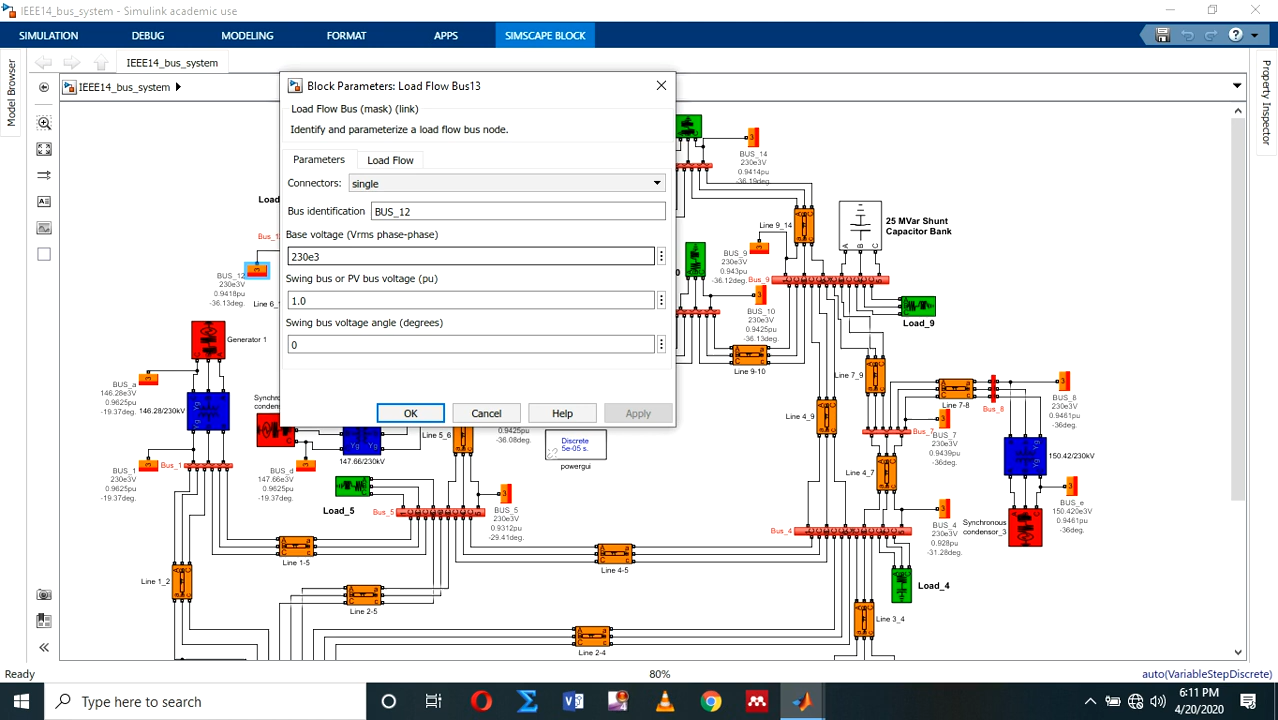 IEEE14_bus_system - Simulink academic use
SIMULATION
DEBUG
MODELING
FORMAT
APPS
SIMSCAPE BLOCK
IEEE14_bus_system
IEEE14_bus_system
Model Browser
Property Inspector
Block Parameters: Load Flow Bus13
Load Flow Bus (mask) (link)
Identify and parameterize a load flow bus node.
Parameters
Load Flow
Connectors:
single
Bus identification
BUS_12
Base voltage (Vrms phase-phase)
230e3
Swing bus or PV bus voltage (pu)
1.0
Swing bus voltage angle (degrees)
0
OK
Cancel
Help
Apply
BUS_14
230e3V
0.9414pu
-36.19deg.
Line 9_14
25 MVar Shunt
Capacitor Bank
A B C
BUS_9
230e3V
0.943pu
-36.12deg.
Bus_9
BUS_10
230e3V
0.9425pu
-36.13deg.
Line 9-10
Load_9
BUS_12
230e3V
0.9418pu
-36.13deg.
Generator 1
BUS_a
146.28e3V
0.9625pu
-19.37deg.
146.28/230kV
BUS_1
230e3V
0.9625pu
-19.37deg.
Bus_1
BUS_d
147.66e3V
0.9625pu
-19.37deg.
147.66/230kV
Line 5_6
0.9425pu
-36.08deg.
Discrete
5e-05 s.
powergui
Load_5
Bus_5
BUS_5
230e3V
0.9312pu
-29.41deg.
Line 7_9
Line 4_9
Line 7-8
Bus_8
BUS_8
230e3V
0.9461pu
-36deg.
Bus_7
BUS_7
230e3V
0.9439pu
-36deg.
150.42/230kV
Line 4_7
BUS_e
150.420e3V
0.9461pu
-36deg.
Synchronous
condensor_3
Bus_4
BUS_4
230e3V
0.928pu
-31.28deg.
Load_4
Line 1_2
Line 1-5
Line 4-5
Line 2-5
Line 2-4
Line 3_4
Ready
80%
auto(VariableStepDiscrete)
Type here to search
6:11 PM
4/20/2020